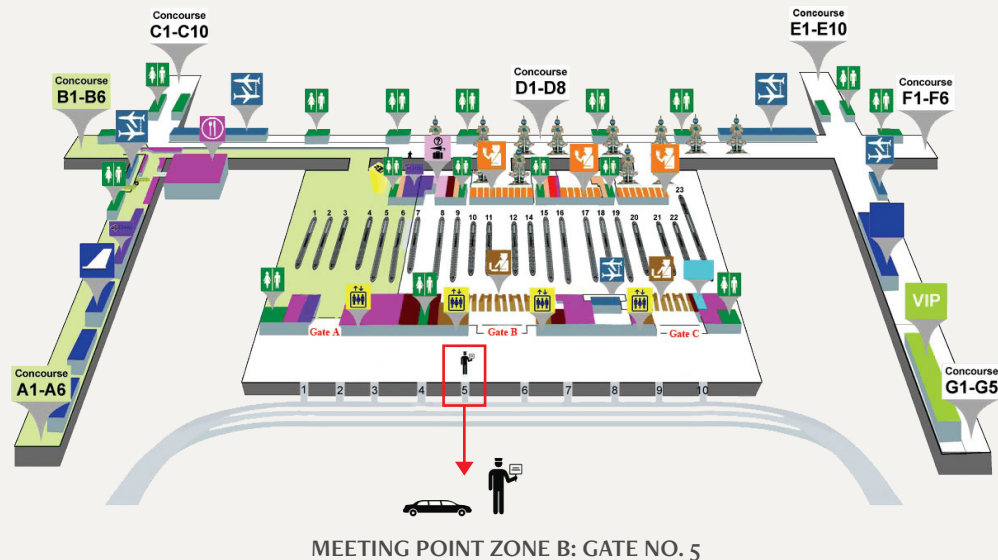 Concourse
C1-C10
Concourse
E1-E10
Concourse
B1-B6
Concourse
D1-D8
Concourse
F1-F6
?
1 2 3 4 5 6 7 8 9 10 11 12 14 15 16 17 18 19 20 21 22 23
VIP
Gate A
Gate B
Gate C
Concourse
A1-A6
Concourse
G1-G5
1 2 3 4 5 6 7 8 9 10
MEETING POINT ZONE B: GATE NO. 5